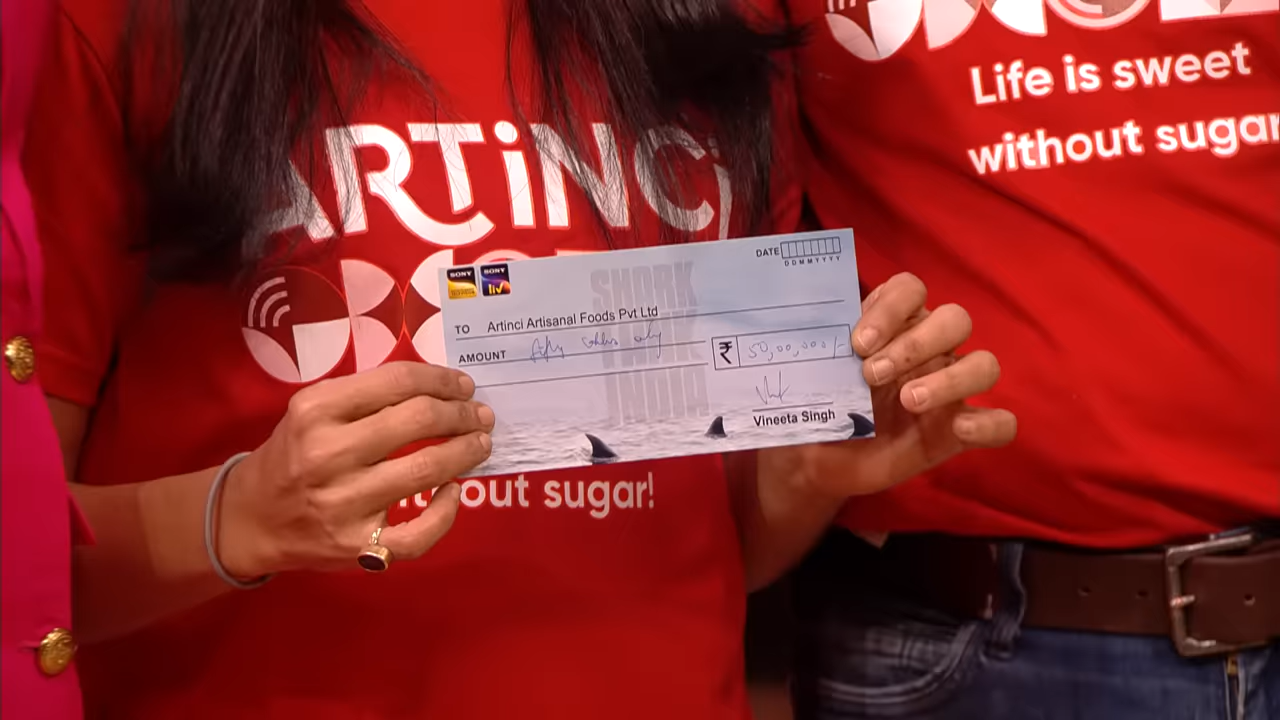 Life is sweet
without sugar
ARTiNCi
SONY
SONY
liv
SHARK
TANK
INDIA
DATE
DDMMYYYY
TO Artinci Artisanal Foods Pvt Ltd
AMOUNT fifty lakhs only ₹ 50,00,000/-
Vineeta Singh
out sugar!